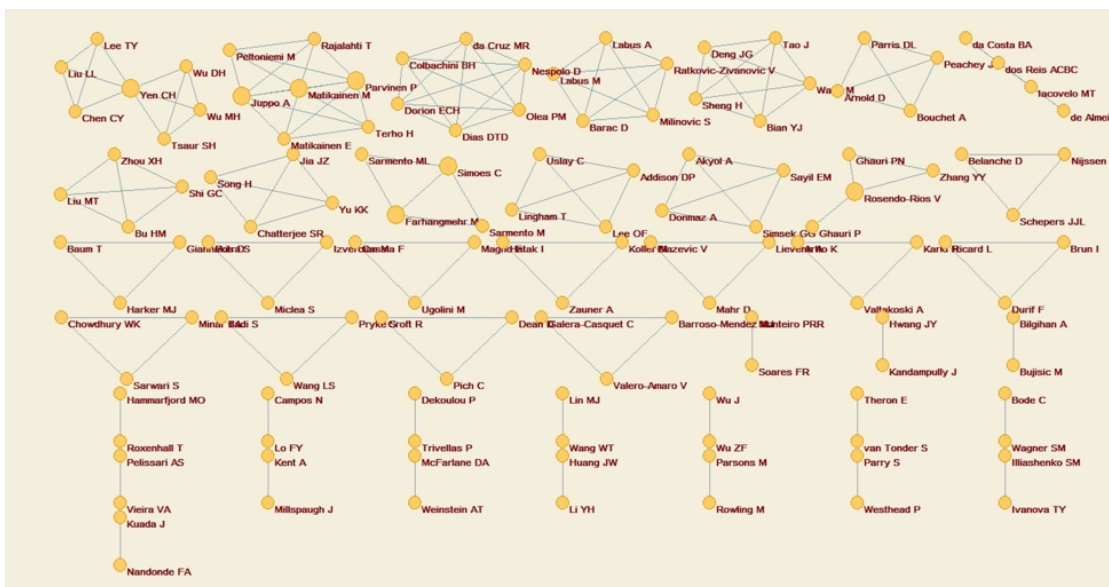 Lee TY
Liu LL
Yen CH
Chen CY
Wu DH
Wu MH
Tsaur SH
Rajalahti T
Peltoniemi M
Parvinen P
Matikainen M
Juppo A
Terho H
Matikainen E
da Cruz MR
Colbachini BH
Nespolo D
Dorion ECH
Olea PM
Dias DTD
Labus A
Labus M
Ratkovic-Zivanovic V
Barac D
Milinovic S
Tao J
Deng JG
Sheng H
Bian YJ
Parris DL
Peachey J
Arnold D
Bouchet A
da Costa BA
dos Reis ACBC
Iacovelo MT
de Almei
Zhou XH
Shi GC
Liu MT
Bu HM
Jia JZ
Song H
Yu KK
Chatterjee SR
Sarmento ML
Simoes C
Farhangmehr M
Sarmento M
Uslay C
Addison DP
Lingham T
Lee OF
Akyol A
Sayil EM
Donmaz A
Simsek GG
Ghauri PN
Zhang YY
Rosendo-Rios V
Ghauri P
Belanche D
Nijssen
Schepers JJL
Baum T
Harker MJ
Miclea S
Ugolini M
Zauner A
Mahr D
Valtakoski A
Ricard L
Brun I
Durif F
Chowdhury WK
Sarwari S
Wang LS
Croft R
Pich C
Galera-Casquet C
Valero-Amaro V
Monteiro PRR
Soares FR
Hwang JY
Kandampully J
Bilgihan A
Bujisic M
Hammarfjord MO
Campos N
Dekoulou P
Lin MJ
Wu J
Theron E
Bode C
Roxenhall T
Lo FY
Trivellas P
Wang WT
Wu ZF
van Tonder S
Wagner SM
Pelissari AS
Kent A
McFarlane DA
Huang JW
Parsons M
Parry S
Illiashenko SM
Vieira VA
Millspaugh J
Weinstein AT
Li YH
Rowling M
Westhead P
Ivanova TY
Kuada J
Nandonde FA